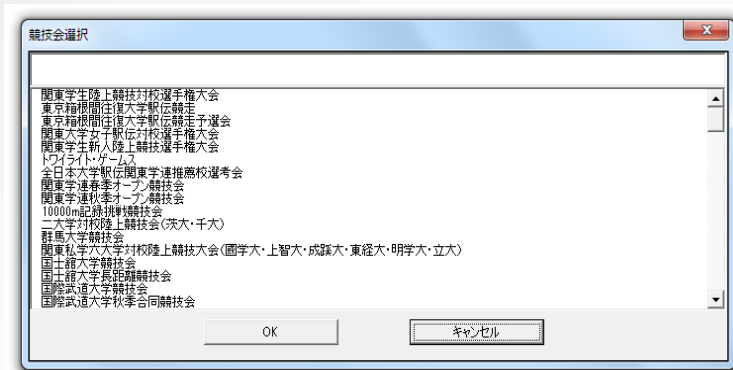 競技会選択
関東学生陸上競技対校選手権大会
東京箱根間往復大学駅伝競走
東京箱根間往復大学駅伝競走予選会
関東大学女子駅伝対校選手権大会
関東学生新人陸上競技選手権大会
トワイライト・ゲームス
全日本大学駅伝関東学連推薦校選考会
関東学連春季オープン競技会
関東学連秋季オープン競技会
10000m記録挑戦競技会
二大学対校陸上競技会(茨大・千大)
群馬大学競技会
関東私学六大学対校陸上競技大会(國学大・上智大・成蹊大・東経大・明学大・立大)
国士舘大学競技会
国士舘大学長距離競技会
国際武道大学競技会
国際武道大学秋季合同競技会
OK
キャンセル